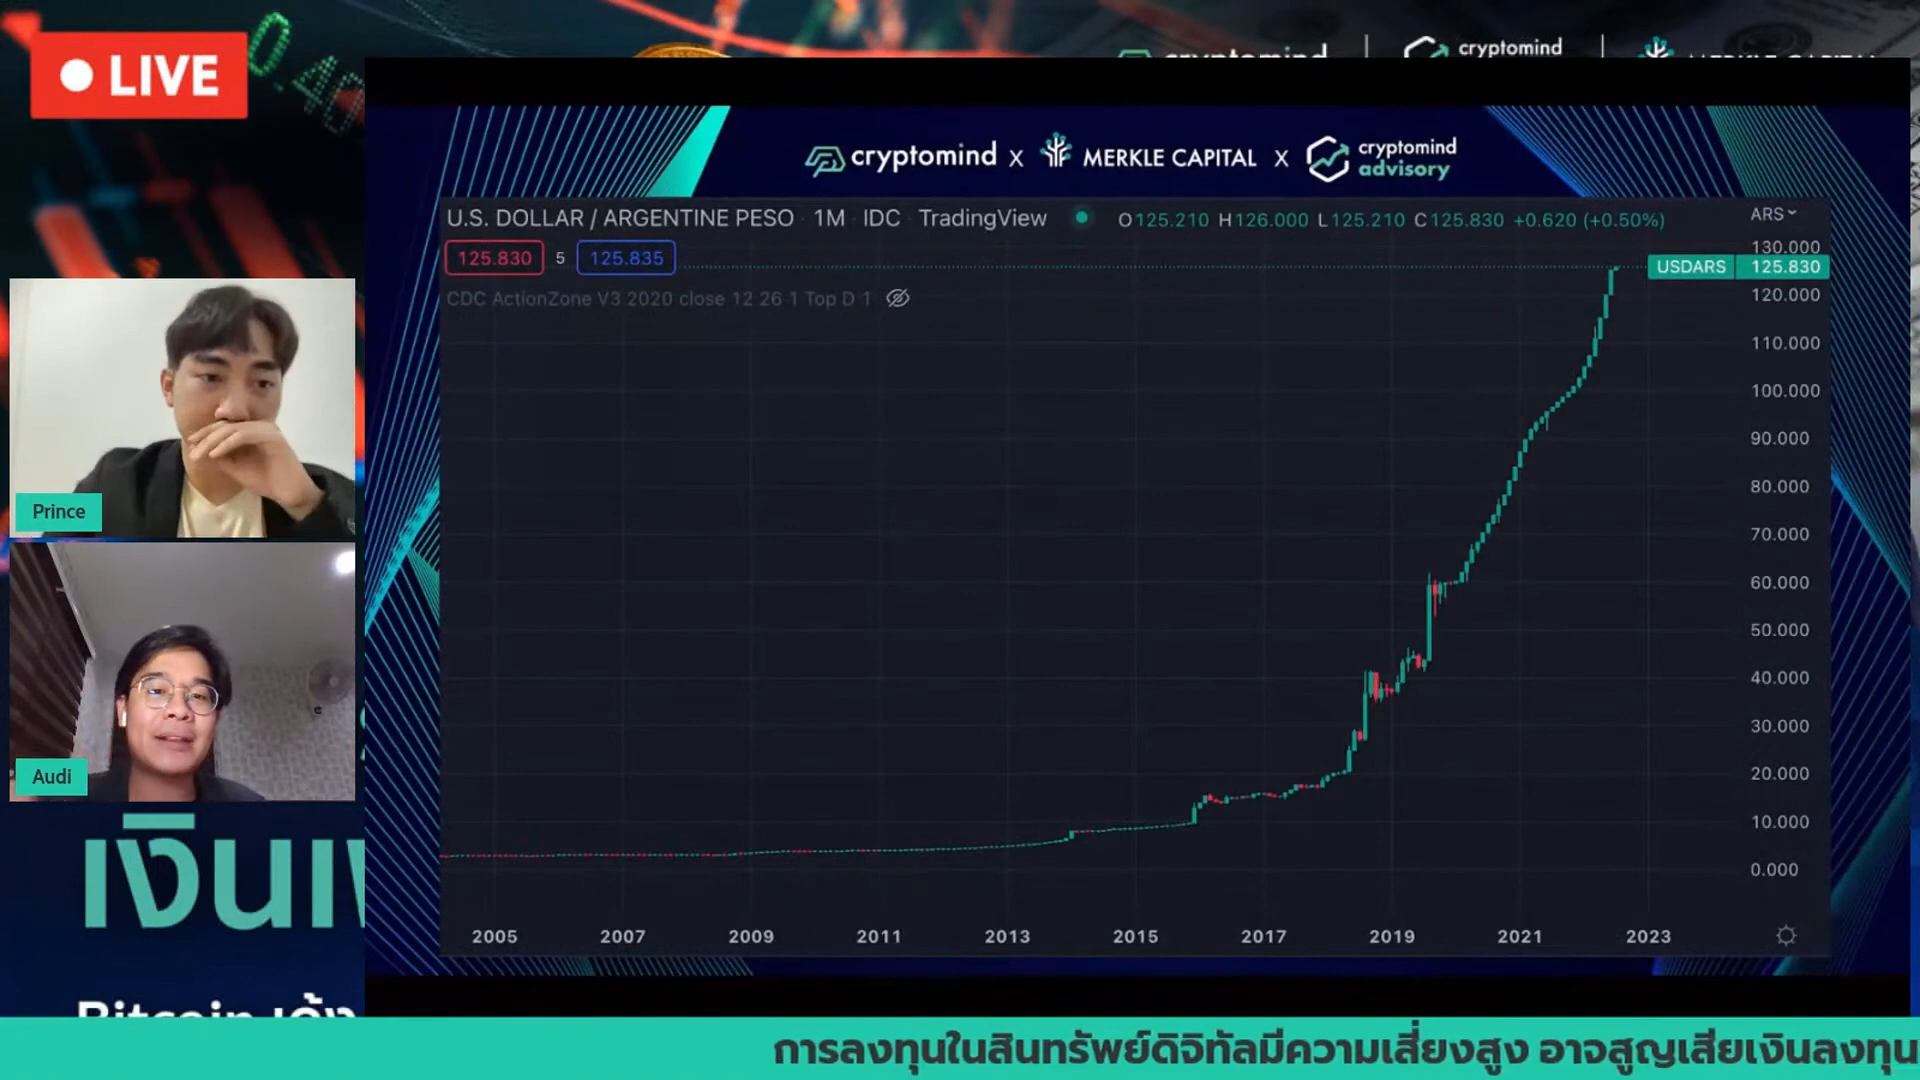 LIVE
cryptomind
cryptomind
MERKLE CAPITAL
cryptomind x MERKLE CAPITAL x cryptomind advisory
U.S. DOLLAR / ARGENTINE PESO · 1M · IDC · TradingView
O125.210 H126.000 L125.210 C125.830 +0.620 (+0.50%)
ARS
125.830 5 125.835
CDC ActionZone V3 2020 close 12 26 1 Top D 1
130.000
USDARS 125.830
120.000
110.000
100.000
90.000
80.000
70.000
60.000
50.000
40.000
30.000
20.000
10.000
0.000
2005 2007 2009 2011 2013 2015 2017 2019 2021 2023
Prince
Audi
Bitcoin
การลงทุนในสินทรัพย์ดิจิทัลมีความเสี่ยงสูง อาจสูญเสียเงินลงทุน